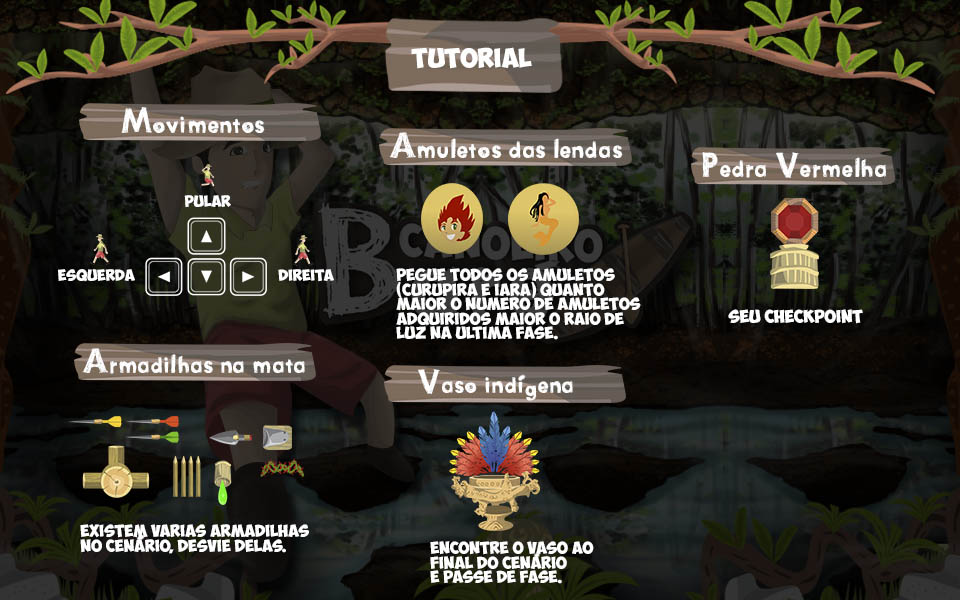 TUTORIAL
Movimentos
PULAR
ESQUERDA
DIREITA
Amuletos das lendas
PEGUE TODOS OS AMULETOS
(CURUPIRA E IARA) QUANTO
MAIOR O NUMERO DE AMULETOS
ADQUIRIDOS MAIOR O RAIO DE
LUZ NA ULTIMA FASE.
Pedra Vermelha
SEU CHECKPOINT
Armadilhas na mata
EXISTEM VARIAS ARMADILHAS
NO CENÁRIO, DESVIE DELAS.
Vaso indígena
ENCONTRE O VASO AO
FINAL DO CENÁRIO
E PASSE DE FASE.
CANOEIRO